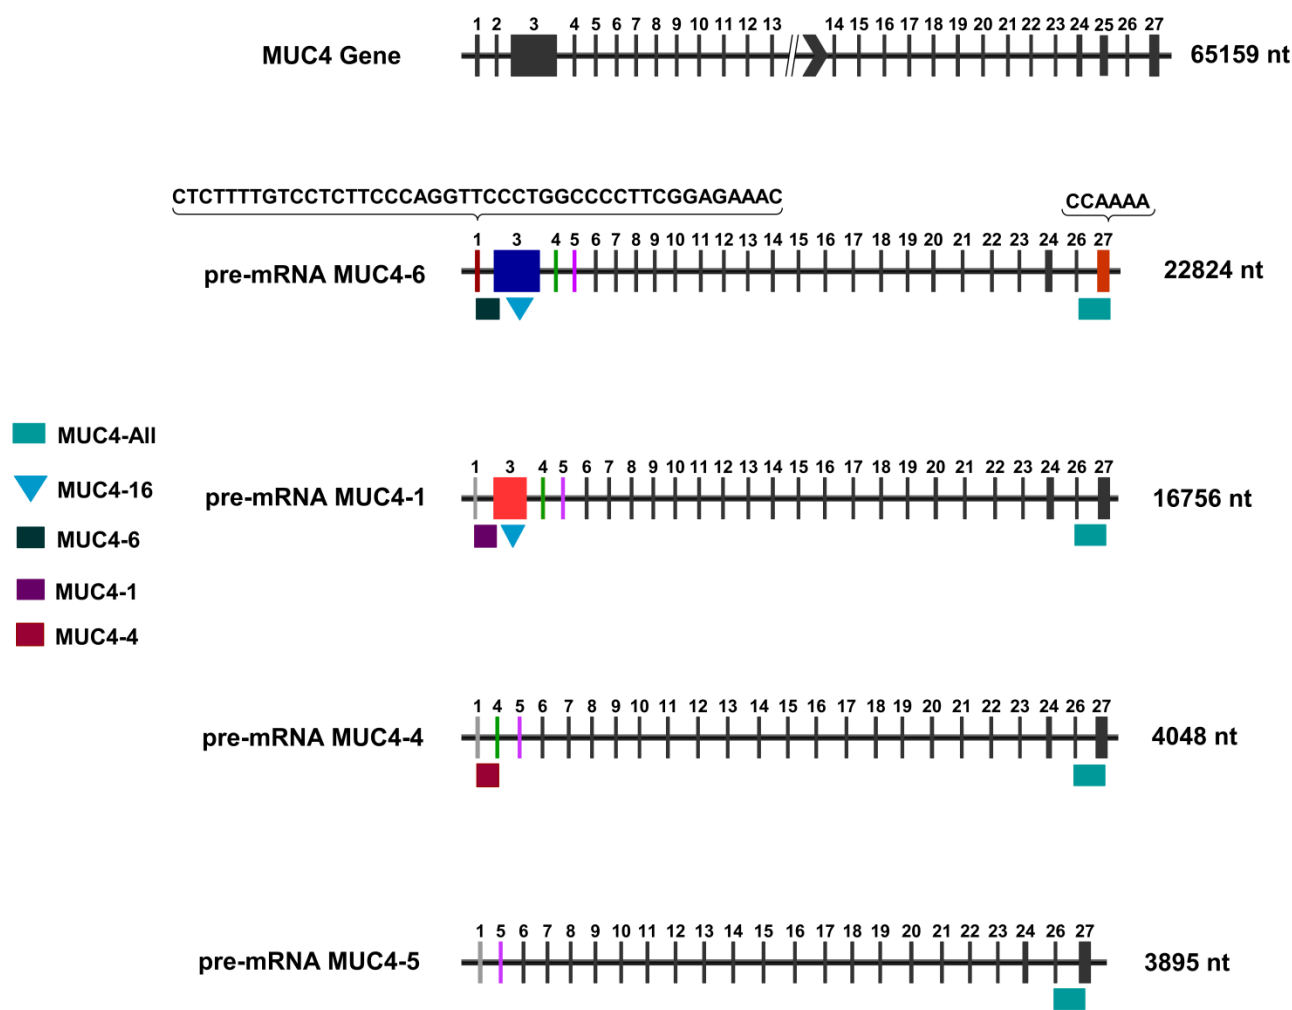 1 2 3 4 5 6 7 8 9 10 11 12 13 14 15 16 17 18 19 20 21 22 23 24 25 26 27
MUC4 Gene
65159 nt
CTCTTTTGTCCTCTTCCCAGGTTCCCTGGCCCCTTCGGAGAAAC
CCAAAA
1 3 4 5 6 7 8 9 10 11 12 13 14 15 16 17 18 19 20 21 22 23 24 26 27
pre-mRNA MUC4-6
22824 nt
MUC4-All
MUC4-16
MUC4-6
MUC4-1
MUC4-4
1 3 4 5 6 7 8 9 10 11 12 13 14 15 16 17 18 19 20 21 22 23 24 26 27
pre-mRNA MUC4-1
16756 nt
1 4 5 6 7 8 9 10 11 12 13 14 15 16 17 18 19 20 21 22 23 24 26 27
pre-mRNA MUC4-4
4048 nt
1 5 6 7 8 9 10 11 12 13 14 15 16 17 18 19 20 21 22 23 24 26 27
pre-mRNA MUC4-5
3895 nt